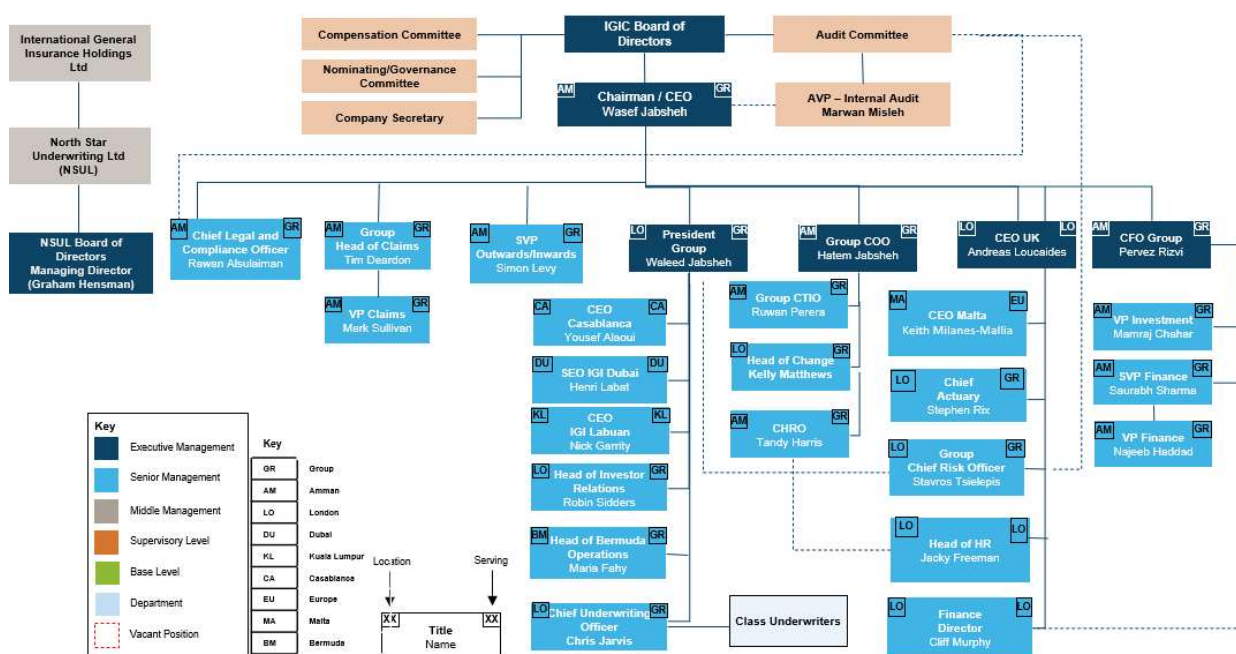 International General
Insurance Holdings
Ltd
North Star
Underwriting Ltd
(NSUL)
NSUL Board of
Directors
Managing Director
(Graham Hensman)
Compensation Committee
Nominating/Governance
Committee
Company Secretary
IGIC Board of
Directors
AM
GR
Chairman / CEO
Wasef Jabsheh
Audit Committee
AVP – Internal Audit
Marwan Misleh
AM
GR
Chief Legal and
Compliance Officer
Rawan Alsulaiman
AM
GR
Group
Head of Claims
Tim Deardon
AM
GR
VP Claims
Mark Sullivan
AM
GR
SVP
Outwards/Inwards
Simon Levy
LO
GR
President
Group
Waleed Jabsheh
CA
CA
CEO
Casablanca
Yousef Alaoui
DU
DU
SEO IGI Dubai
Henri Labat
KL
KL
CEO
IGI Labuan
Nick Garrity
LO
GR
Head of Investor
Relations
Robin Sidders
BM
GR
Head of Bermuda
Operations
Maria Fahy
LO
GR
Chief Underwriting
Officer
Chris Jarvis
Class Underwriters
AM
GR
Group COO
Hatem Jabsheh
AM
GR
Group CTIO
Ruwan Perera
LO
GR
Head of Change
Kelly Matthews
AM
GR
CHRO
Tandy Harris
LO
LO
CEO UK
Andreas Loucaides
MA
EU
CEO Malta
Keith Milanes-Mallia
LO
GR
Chief
Actuary
Stephen Rix
LO
GR
Group
Chief Risk Officer
Stavros Tsielepis
LO
LO
Head of HR
Jacky Freeman
LO
LO
Finance
Director
Cliff Murphy
AM
GR
CFO Group
Pervez Rizvi
AM
GR
VP Investment
Mamraj Chahar
AM
GR
SVP Finance
Saurabh Sharma
AM
GR
VP Finance
Najeeb Haddad
Key
Executive Management
Senior Management
Middle Management
Supervisory Level
Base Level
Department
Vacant Position
Key
GR Group
AM Amman
LO London
DU Dubai
KL Kuala Lumpur
CA Casablanca
EU Europe
MA Malta
BM Bermuda
Location
Serving
XX
XX
Title
Name